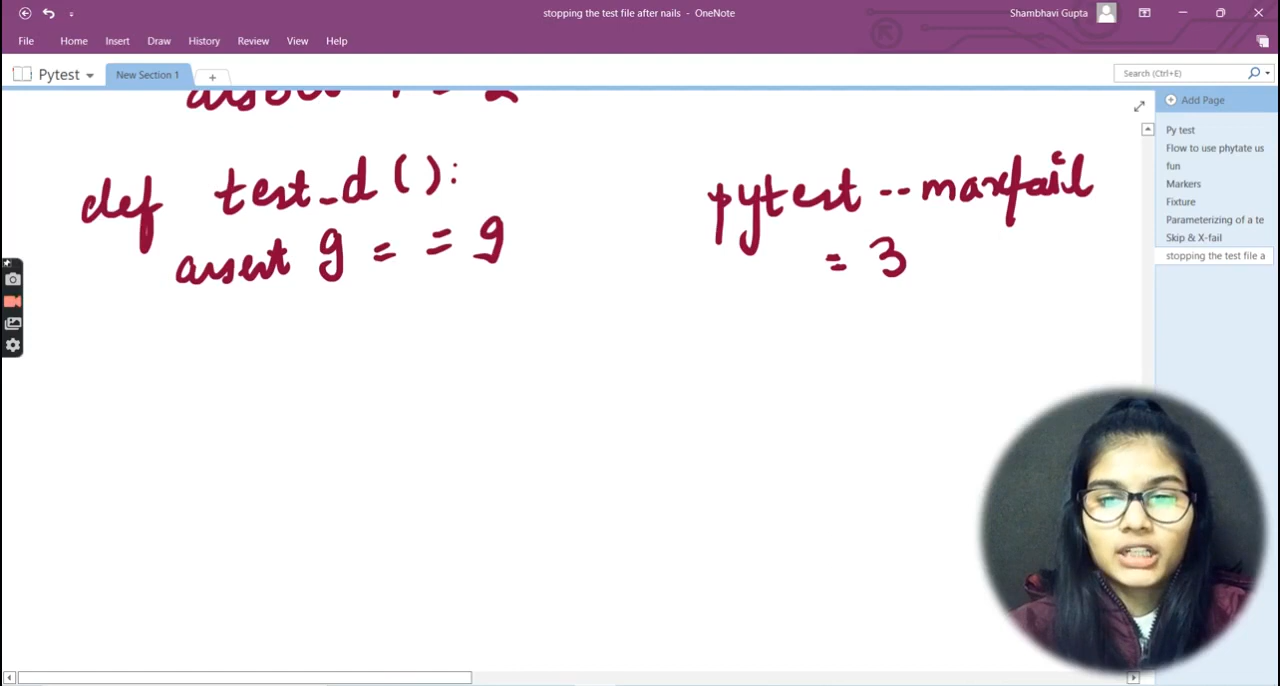 stopping the test file after nails - OneNote
Shambhavi Gupta
File Home Insert Draw History Review View Help
Pytest New Section 1 +
Search (Ctrl+E)
Add Page
Py test
Flow to use phytate us
fun
Markers
Fixture
Parameterizing of a te
Skip & X-fail
stopping the test file a
def test_d():
assert 9 = = 9
pytest --maxfail
= 3